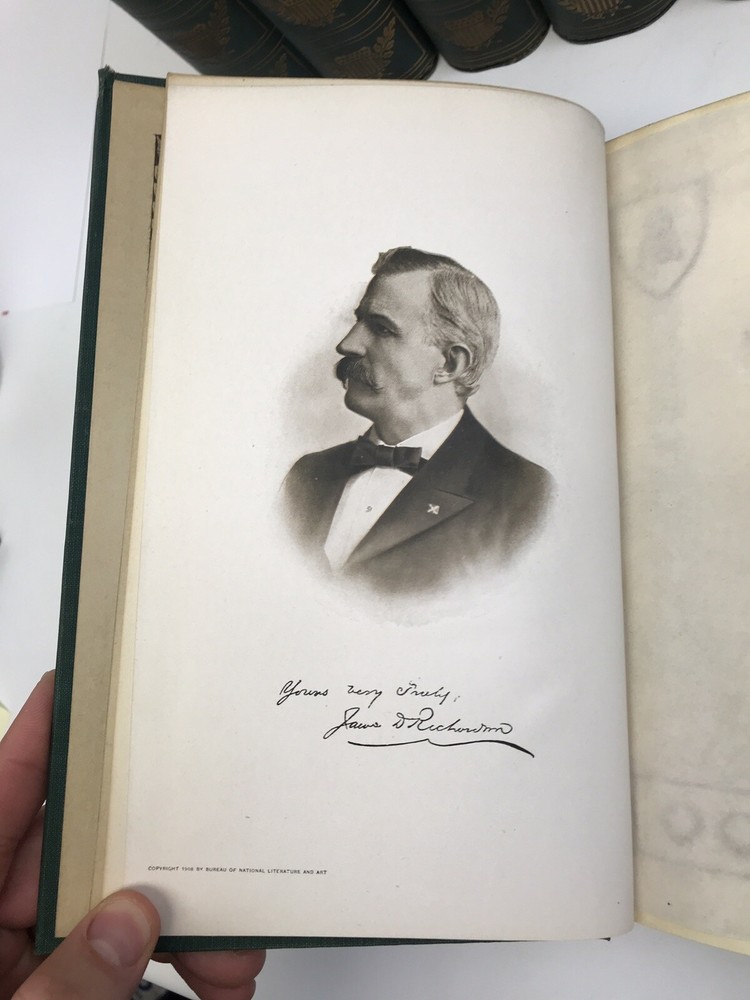 Yours very Truly,
James D Richardson
COPYRIGHT 1908 BY BUREAU OF NATIONAL LITERATURE AND ART